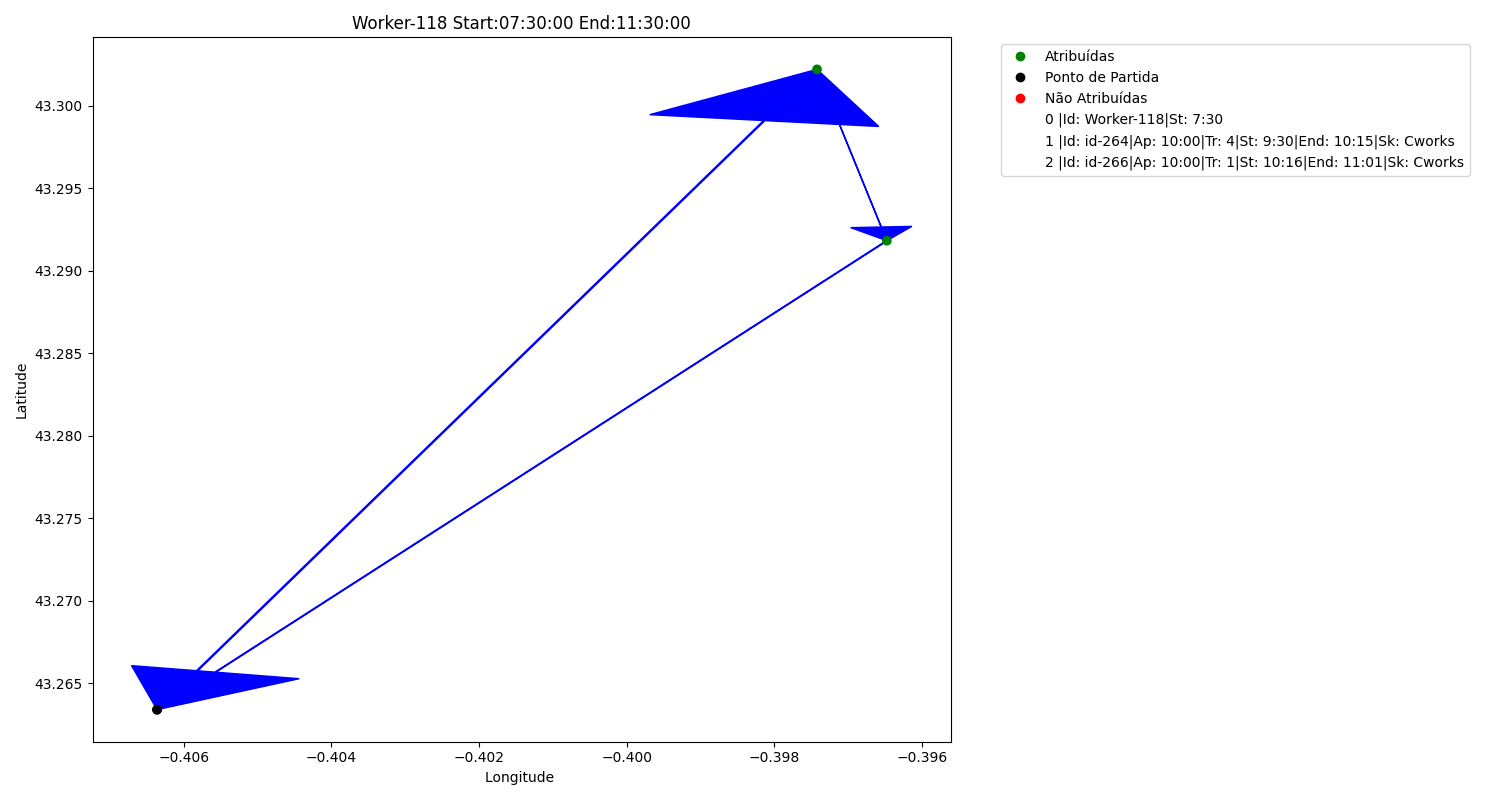 Worker-118 Start:07:30:00 End:11:30:00
Atribuídas
Ponto de Partida
Não Atribuídas
0 |Id: Worker-118|St: 7:30
1 |Id: id-264|Ap: 10:00|Tr: 4|St: 9:30|End: 10:15|Sk: Cworks
2 |Id: id-266|Ap: 10:00|Tr: 1|St: 10:16|End: 11:01|Sk: Cworks
Latitude
43.300
43.295
43.290
43.285
43.280
43.275
43.270
43.265
−0.406
−0.404
−0.402
−0.400
−0.398
−0.396
Longitude